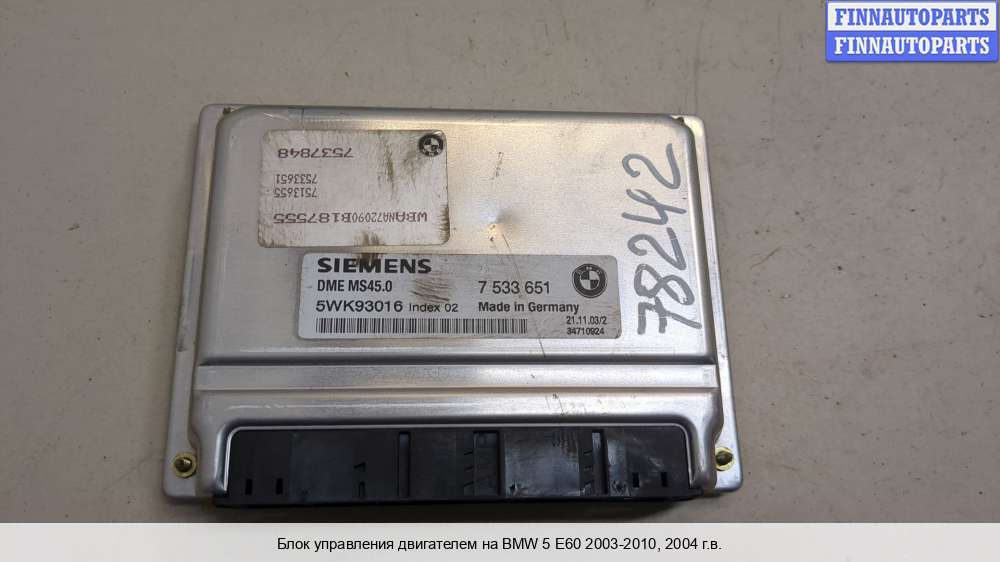 FINNAUTOPARTS
FINNAUTOPARTS
7537848
7533651
7513655
WBANA72090B187555
78242
SIEMENS
DME MS45.0
7 533 651
5WK93016 Index 02
Made in Germany
21.11.03/2
34710924
Блок управления двигателем на BMW 5 E60 2003-2010, 2004 г.в.